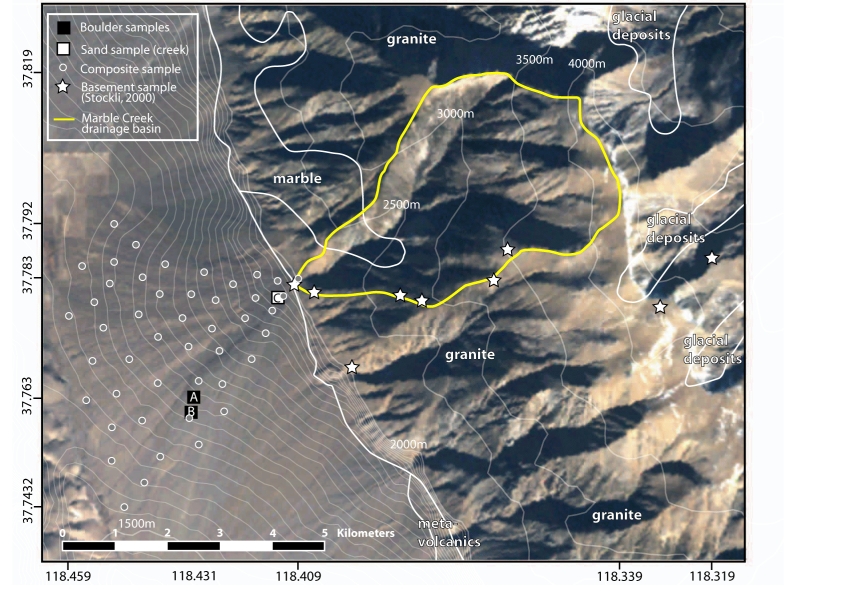 Boulder samples
Sand sample (creek)
Composite sample
Basement sample
(Stockli, 2000)
Marble Creek
drainage basin
granite
glacial
deposits
3500m
4000m
3000m
marble
2500m
glacial
deposits
C
granite
glacial
deposits
A
B
2000m
granite
meta-
volcanics
1500m
0 1 2 3 4 5 Kilometers
37.819
37.792
37.783
37.763
37.7432
118.459 118.431 118.409 118.339 118.319